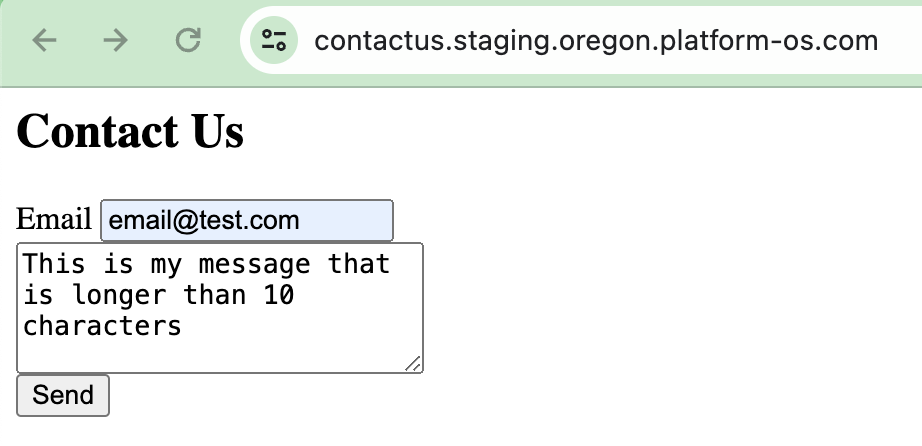 contactus.staging.oregon.platform-os.com
Contact Us
Email email@test.com
This is my message that
is longer than 10
characters
Send